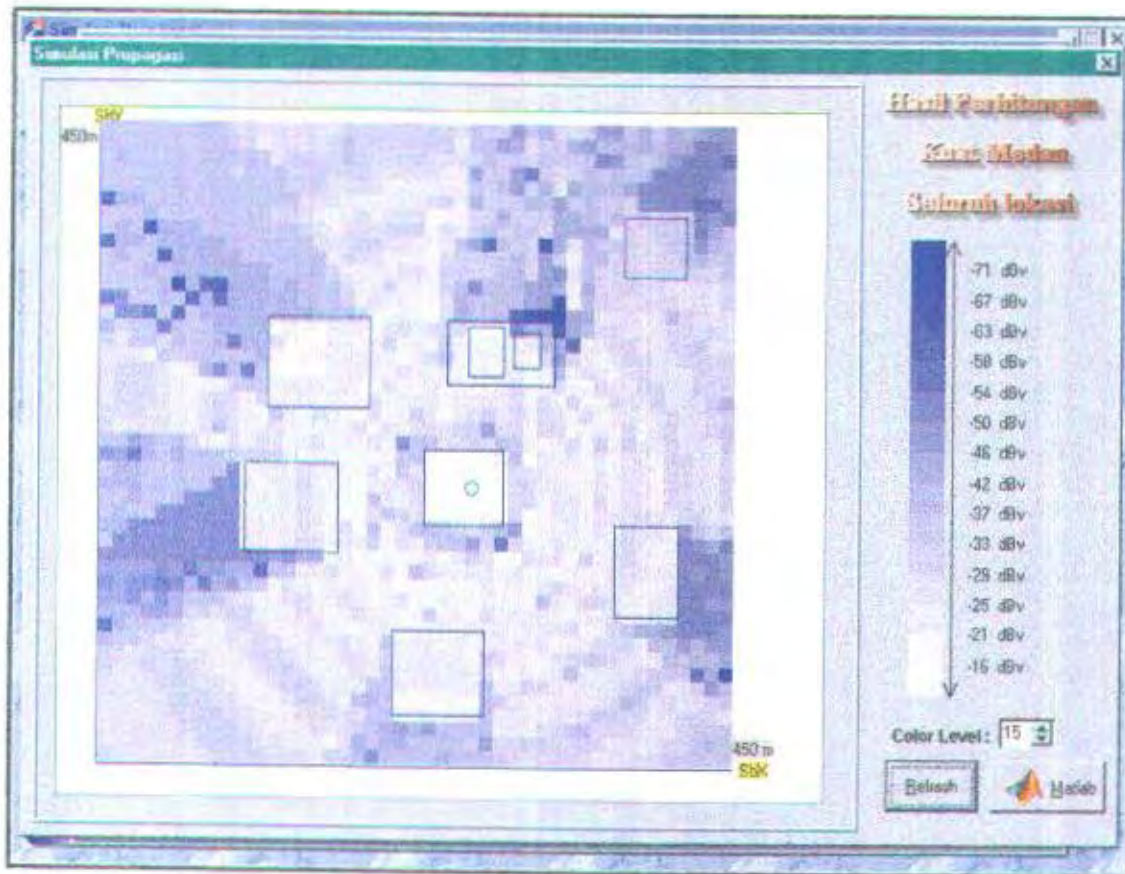 Simulasi Propagasi
SbY
450m
Hasil Perhitungan
Kuat Medan
Seluruh lokasi
-71 dBv
-67 dBv
-63 dBv
-58 dBv
-54 dBv
-50 dBv
-46 dBv
-42 dBv
-37 dBv
-33 dBv
-29 dBv
-25 dBv
-21 dBv
-16 dBv
450 m
SbX
Color Level : 15
Refresh
Matlab